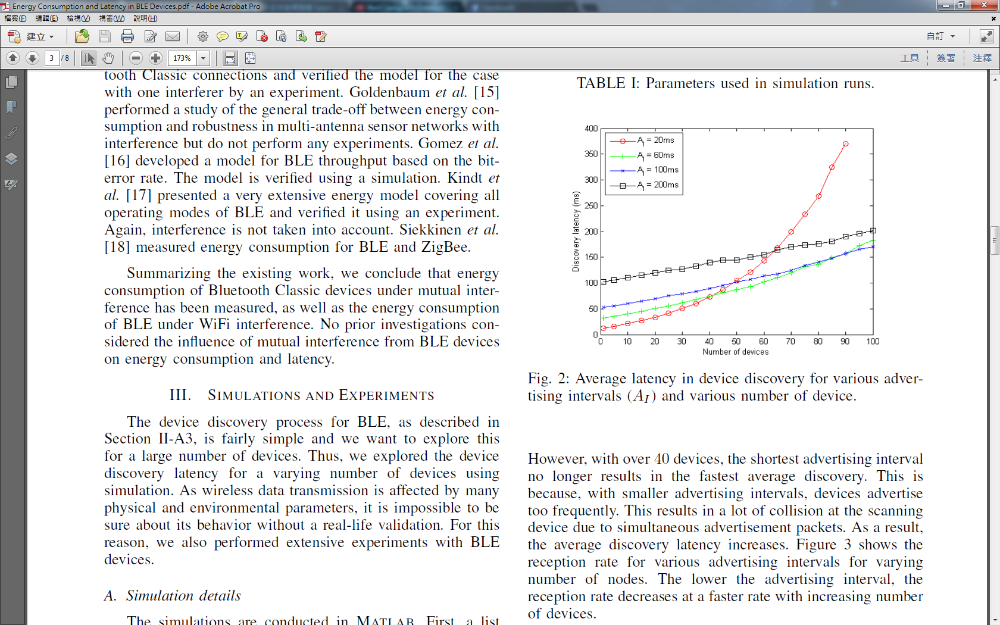 Energy Consumption and Latency in BLE Devices.pdf - Adobe Acrobat Pro
檔案(F) 編輯(E) 檢視(V) 視窗(W) 說明(H)
建立
自訂
3 / 8
173%
工具 簽署 注釋
tooth Classic connections and verified the model for the case
with one interferer by an experiment. Goldenbaum et al. [15]
performed a study of the general trade-off between energy con-
sumption and robustness in multi-antenna sensor networks with
interference but do not perform any experiments. Gomez et al.
[16] developed a model for BLE throughput based on the bit-
error rate. The model is verified using a simulation. Kindt et
al. [17] presented a very extensive energy model covering all
operating modes of BLE and verified it using an experiment.
Again, interference is not taken into account. Siekkinen et al.
[18] measured energy consumption for BLE and ZigBee.
Summarizing the existing work, we conclude that energy
consumption of Bluetooth Classic devices under mutual inter-
ference has been measured, as well as the energy consumption
of BLE under WiFi interference. No prior investigations con-
sidered the influence of mutual interference from BLE devices
on energy consumption and latency.
III. SIMULATIONS AND EXPERIMENTS
The device discovery process for BLE, as described in
Section II-A3, is fairly simple and we want to explore this
for a large number of devices. Thus, we explored the device
discovery latency for a varying number of devices using
simulation. As wireless data transmission is affected by many
physical and environmental parameters, it is impossible to be
sure about its behavior without a real-life validation. For this
reason, we also performed extensive experiments with BLE
devices.
A. Simulation details
The simulations are conducted in MATLAB. First, a list
TABLE I: Parameters used in simulation runs.
400
350
300
250
200
150
100
50
0
Discovery latency (ms)
A_I = 20ms
A_I = 60ms
A_I = 100ms
A_I = 200ms
0 10 20 30 40 50 60 70 80 90 100
Number of devices
Fig. 2: Average latency in device discovery for various adver-
tising intervals (A_I) and various number of device.
However, with over 40 devices, the shortest advertising interval
no longer results in the fastest average discovery. This is
because, with smaller advertising intervals, devices advertise
too frequently. This results in a lot of collision at the scanning
device due to simultaneous advertisement packets. As a result,
the average discovery latency increases. Figure 3 shows the
reception rate for various advertising intervals for varying
number of nodes. The lower the advertising interval, the
reception rate decreases at a faster rate with increasing number
of devices.